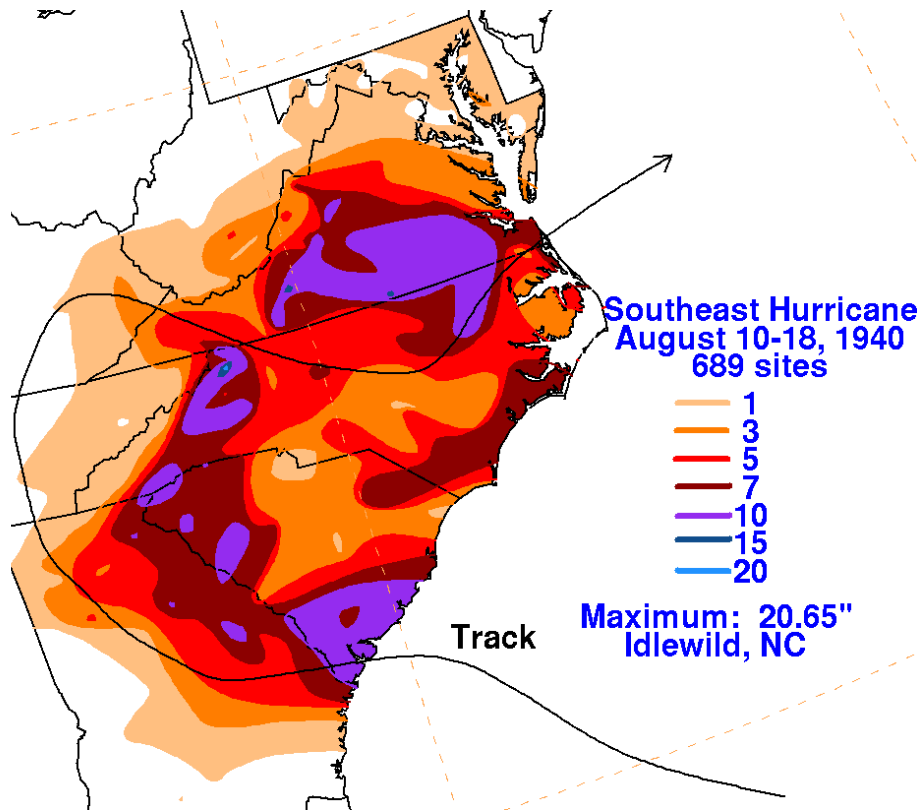 Southeast Hurricane
August 10-18, 1940
689 sites
1
3
5
7
10
15
20
Maximum: 20.65"
Idlewild, NC
Track